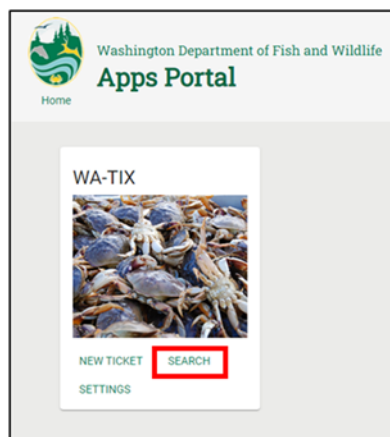 Washington Department of Fish and Wildlife
Apps Portal
Home
WA-TIX
NEW TICKET SEARCH
SETTINGS